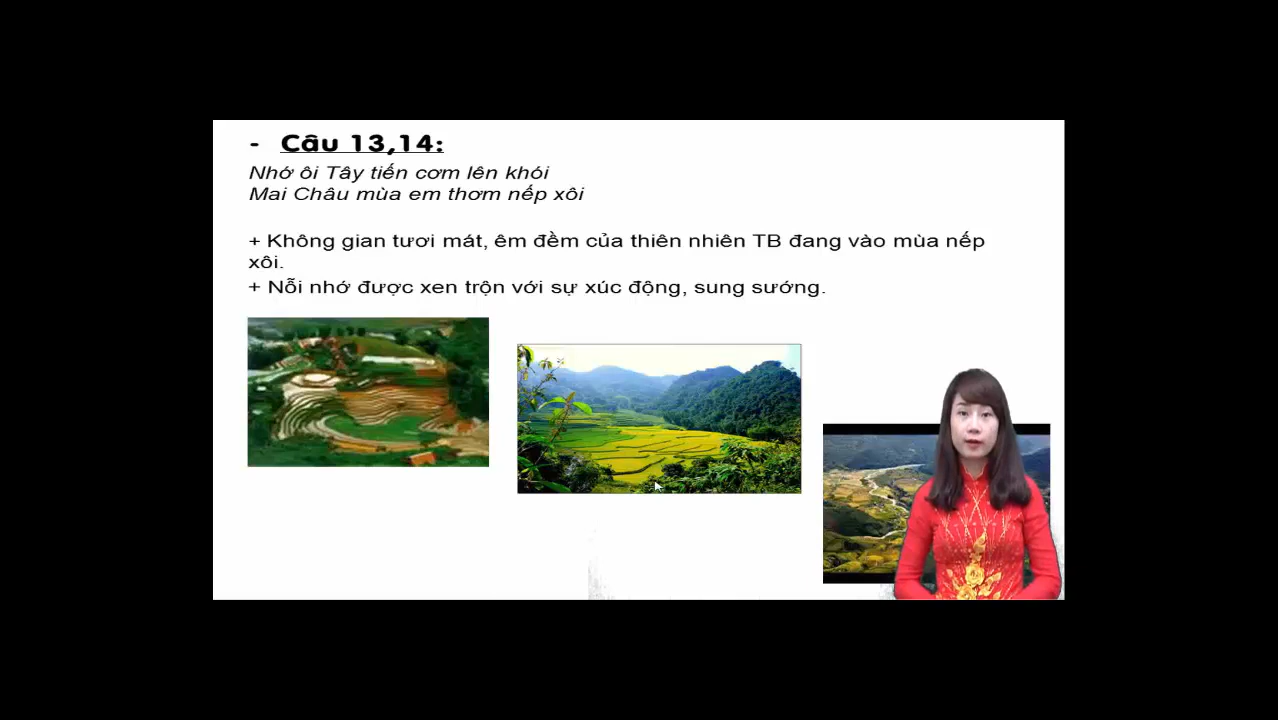 - Câu 13,14:
Nhớ ôi Tây tiến cơm lên khói
Mai Châu mùa em thơm nếp xôi
+ Không gian tươi mát, êm đềm của thiên nhiên TB đang vào mùa nếp
xôi.
+ Nỗi nhớ được xen trộn với sự xúc động, sung sướng.